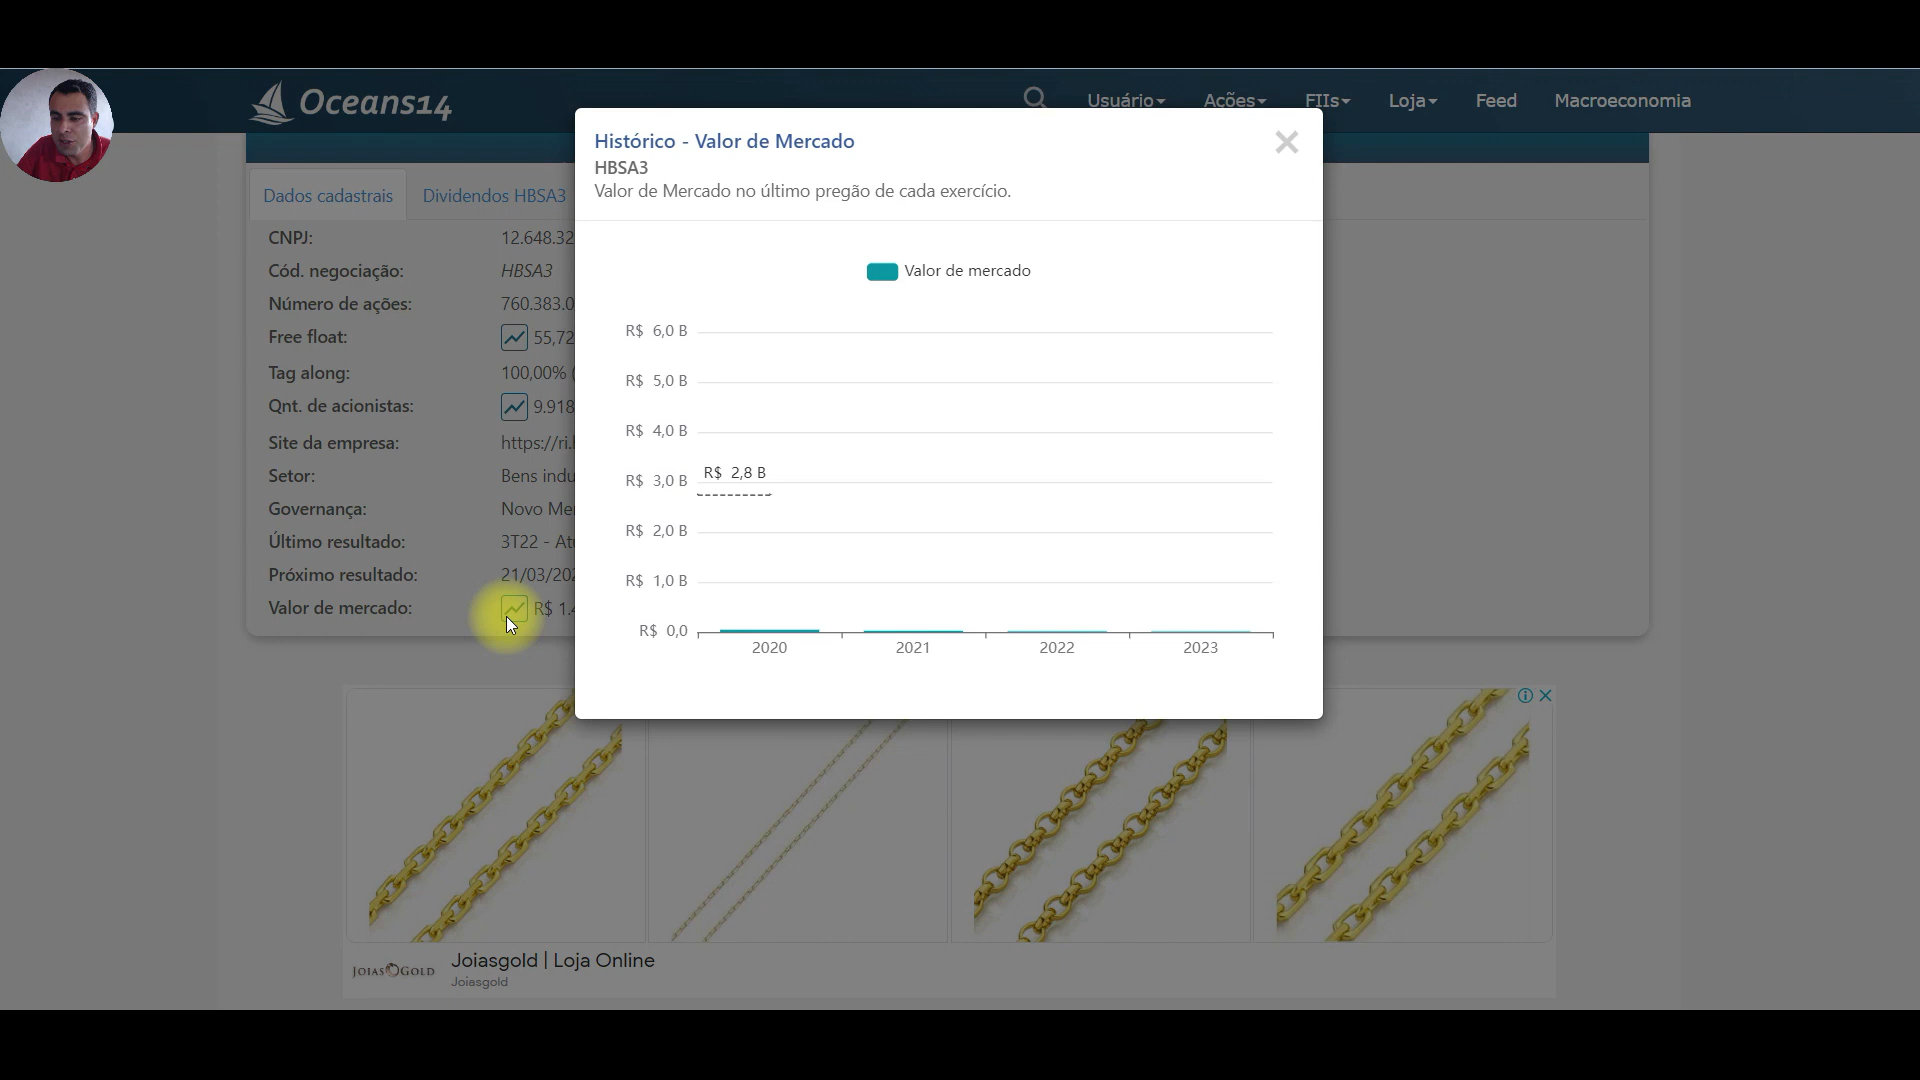 Oceans14
Usuário
Ações
FIIs
Loja
Feed
Macroeconomia
Histórico - Valor de Mercado
HBSA3
Valor de Mercado no último pregão de cada exercício.
Dados cadastrais
Dividendos HBSA3
CNPJ: 12.648.32
Cód. negociação: HBSA3
Número de ações: 760.383.0
Free float: 55,72
Tag along: 100,00% (
Qnt. de acionistas: 9.918
Site da empresa: https://ri.
Setor: Bens indu
Governança: Novo Me
Último resultado: 3T22 - At
Próximo resultado: 21/03/202
Valor de mercado: R$ 1.4
Valor de mercado
R$ 6,0 B
R$ 5,0 B
R$ 4,0 B
R$ 2,8 B
R$ 3,0 B
R$ 2,0 B
R$ 1,0 B
R$ 0,0
2020 2021 2022 2023
JOIASGOLD
Joiasgold | Loja Online
Joiasgold